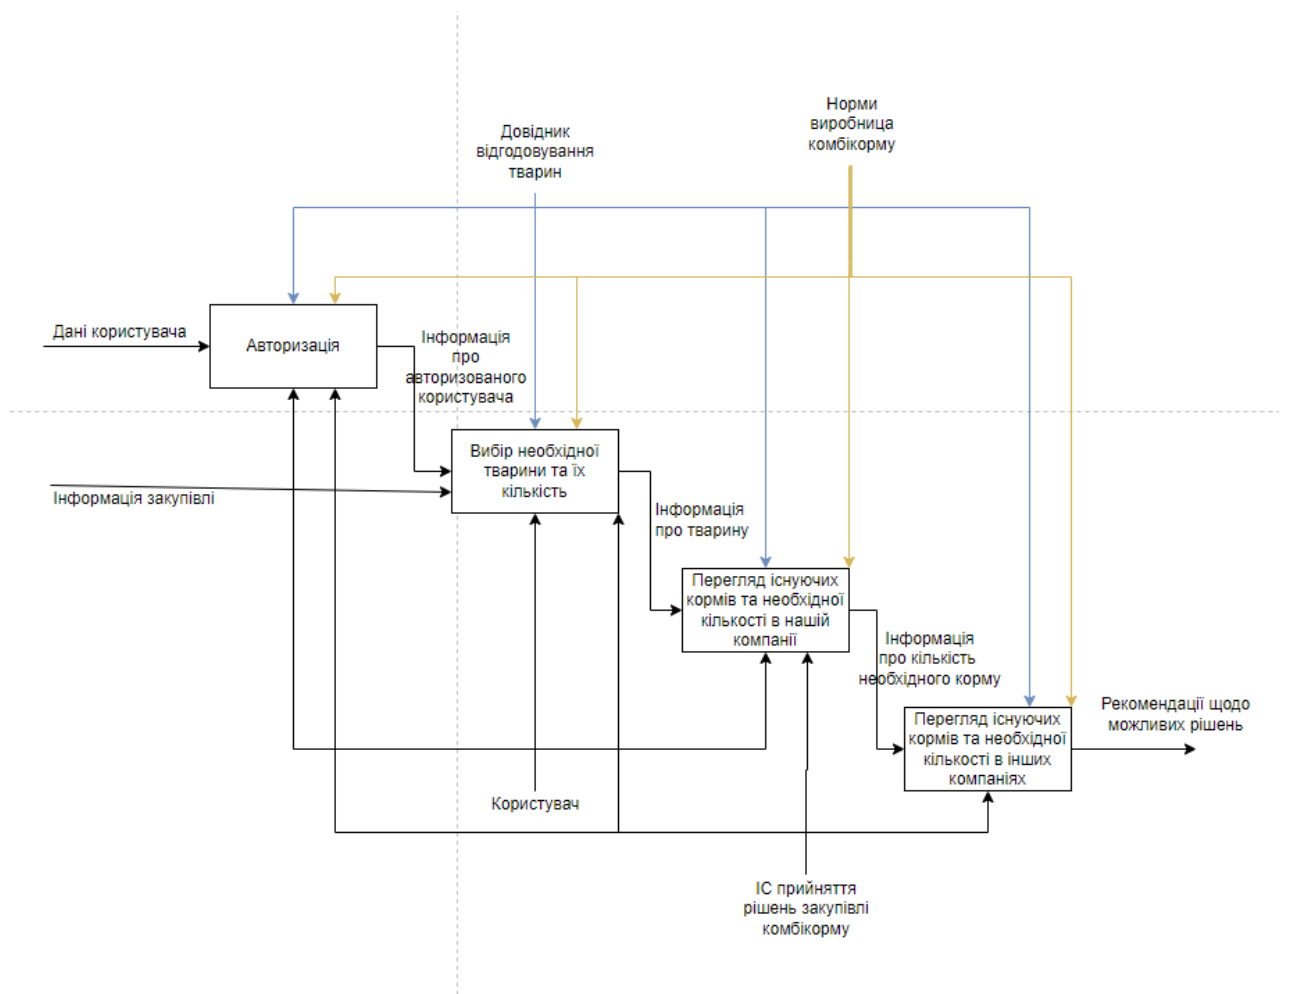 Норми
виробница
комбікорму
Довідник
відгодовування
тварин
Дані користувача
Авторизація
Інформація
про
авторизованого
користувача
Вибір необхідної
тварини та їх
кількість
Інформація закупівлі
Інформація
про тварину
Перегляд існуючих
кормів та необхідної
кількості в нашій
компанії
Інформація
про кількість
необхідного корму
Перегляд існуючих
кормів та необхідної
кількості в інших
компаніях
Рекомендації щодо
можливих рішень
Користувач
ІС прийняття
рішень закупівлі
комбікорму